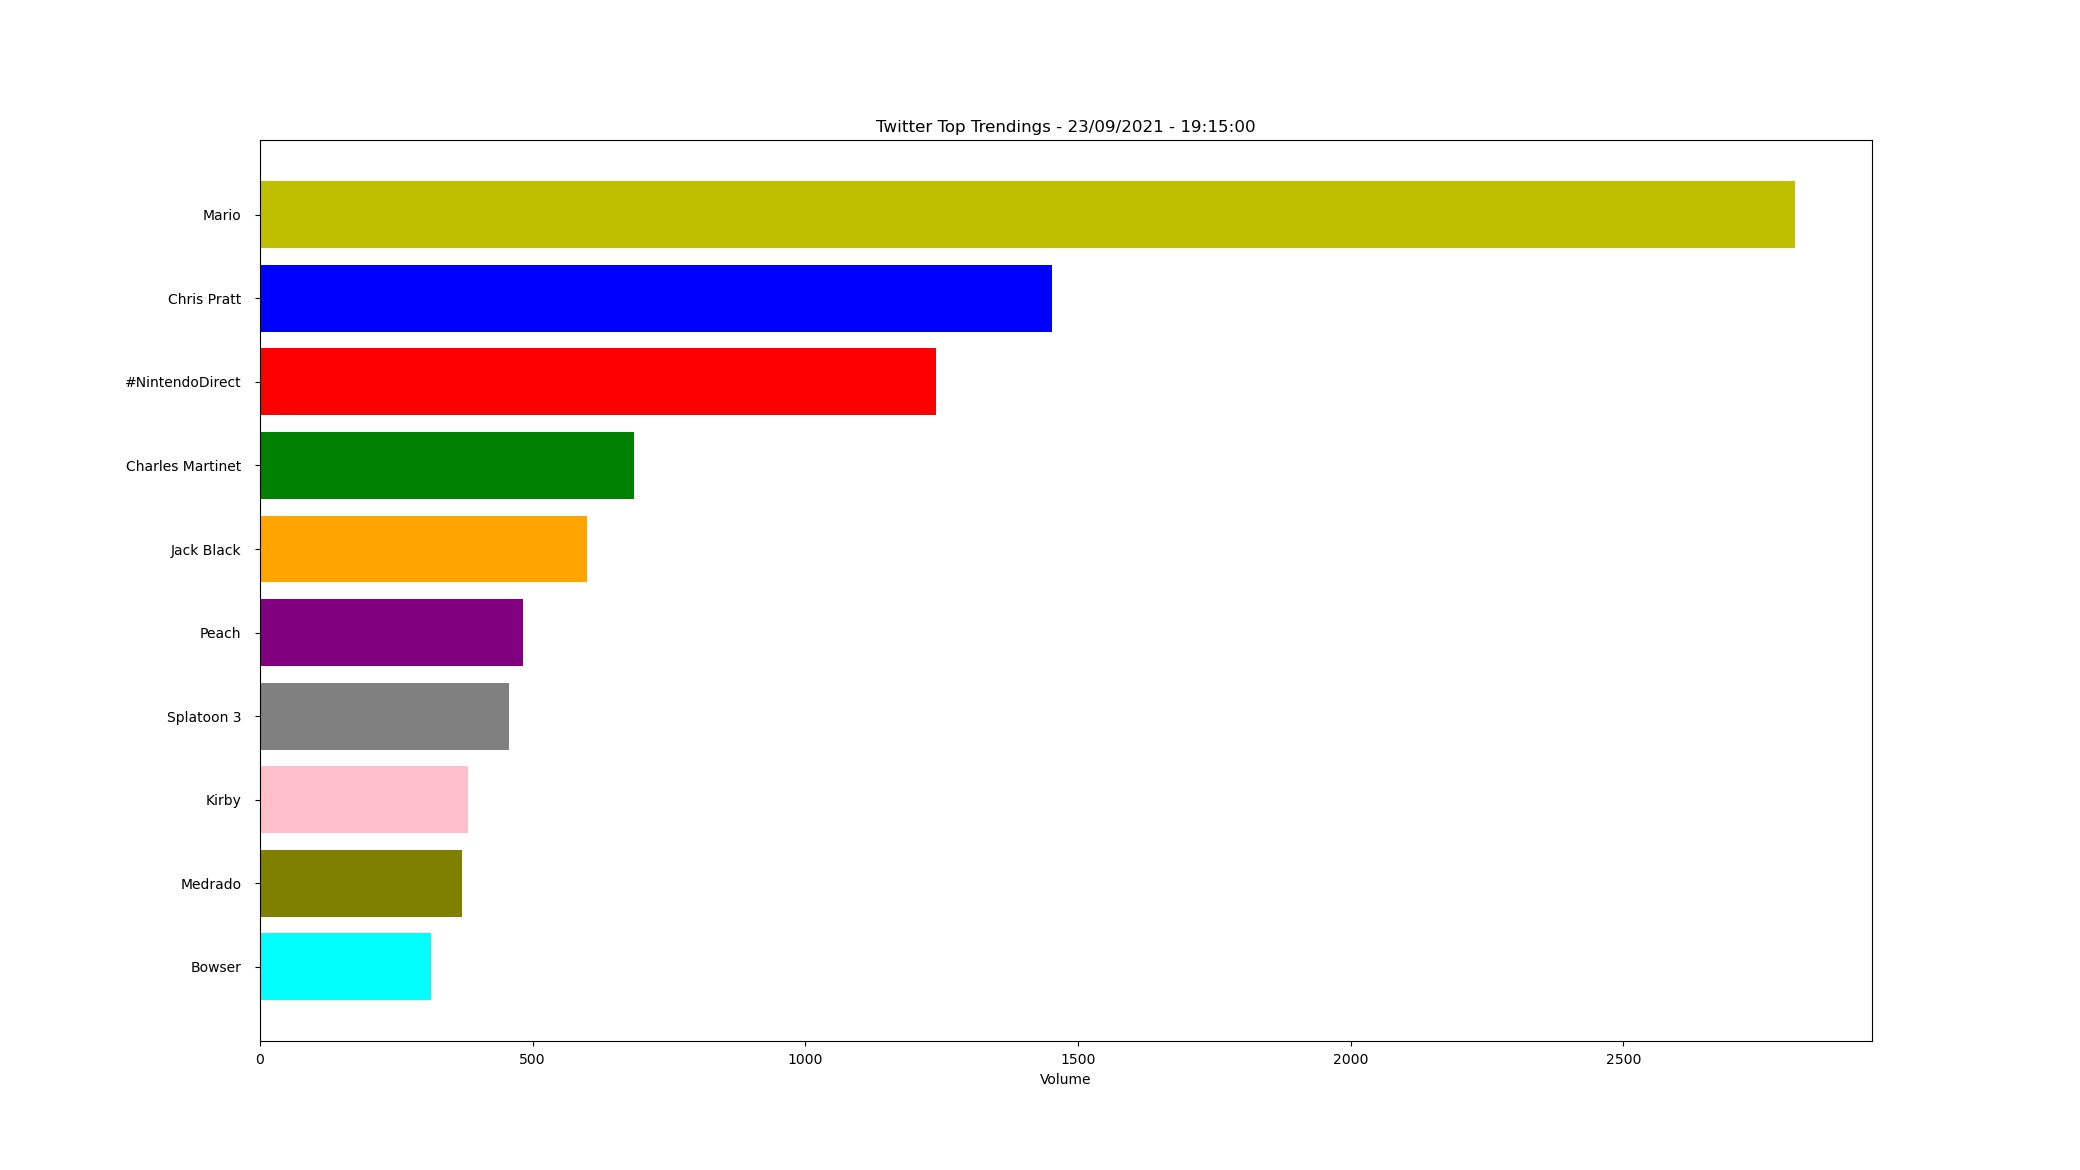 Twitter Top Trendings - 23/09/2021 - 19:15:00
Mario
Chris Pratt
#NintendoDirect
Charles Martinet
Jack Black
Peach
Splatoon 3
Kirby
Medrado
Bowser
0 500 1000 1500 2000 2500
Volume